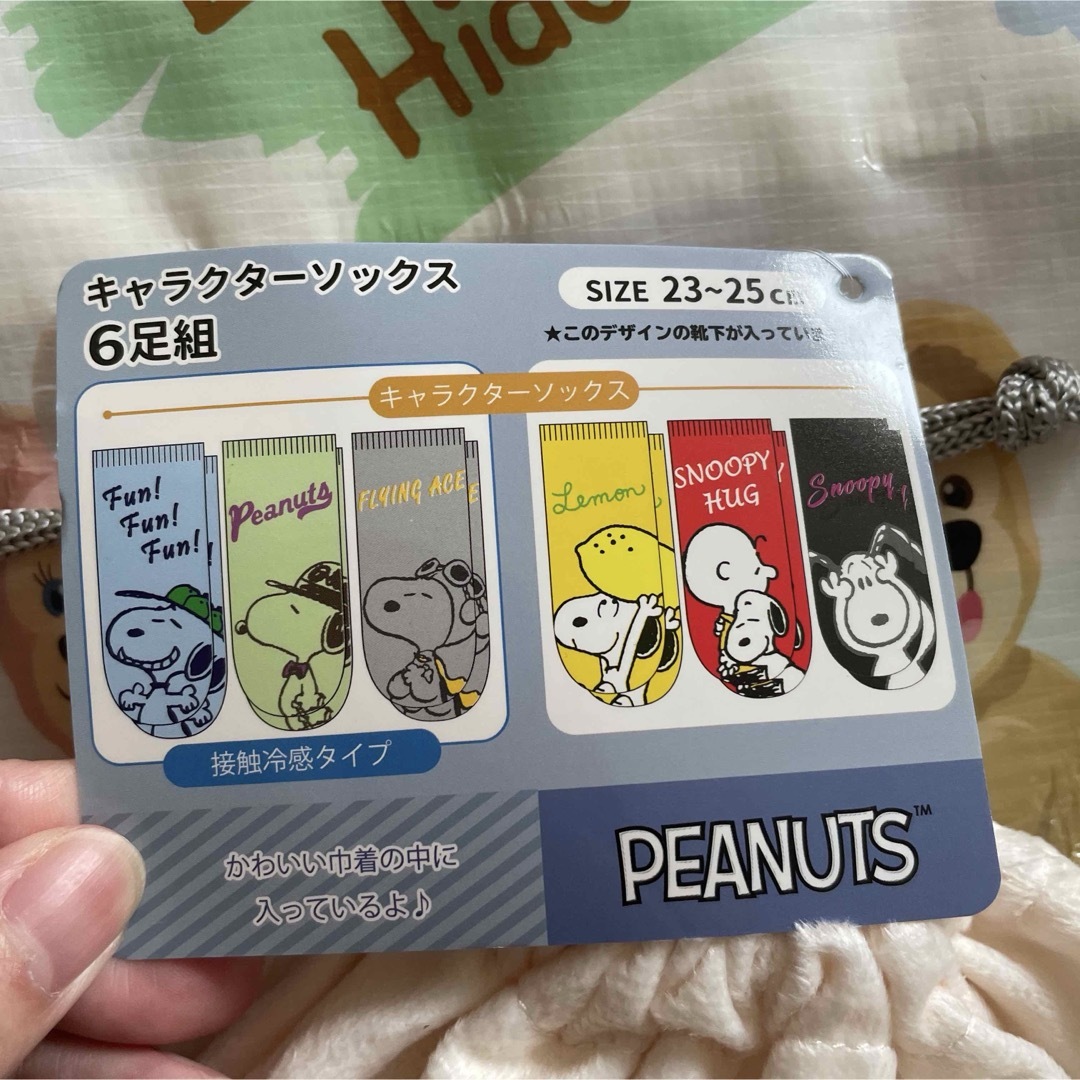 キャラクターソックス
6足組
SIZE 23~25cm
★このデザインの靴下が入っていま
キャラクターソックス
Fun!
Fun!
Fun!
Peanuts
FLYING ACE
Lemon
SNOOPY
HUG
Snoopy
接触冷感タイプ
かわいい巾着の中に
入っているよ♪
PEANUTS™